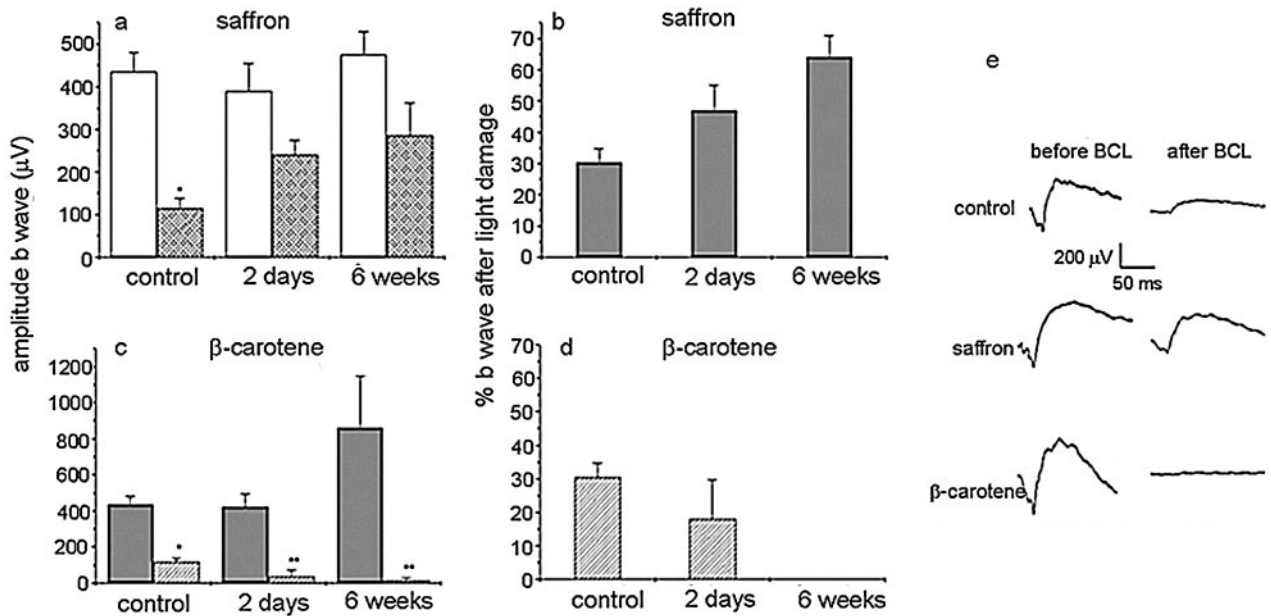 a saffron
amplitude b wave (µV)
500
400
300
200
100
0
control 2 days 6 weeks
b saffron
% b wave after light damage
70
60
50
40
30
20
10
0
control 2 days 6 weeks
c β-carotene
1200
1000
800
600
400
200
0
control 2 days 6 weeks
d β-carotene
70
60
50
40
30
20
10
0
control 2 days 6 weeks
e
before BCL after BCL
control
200 µV
50 ms
saffron
β-carotene